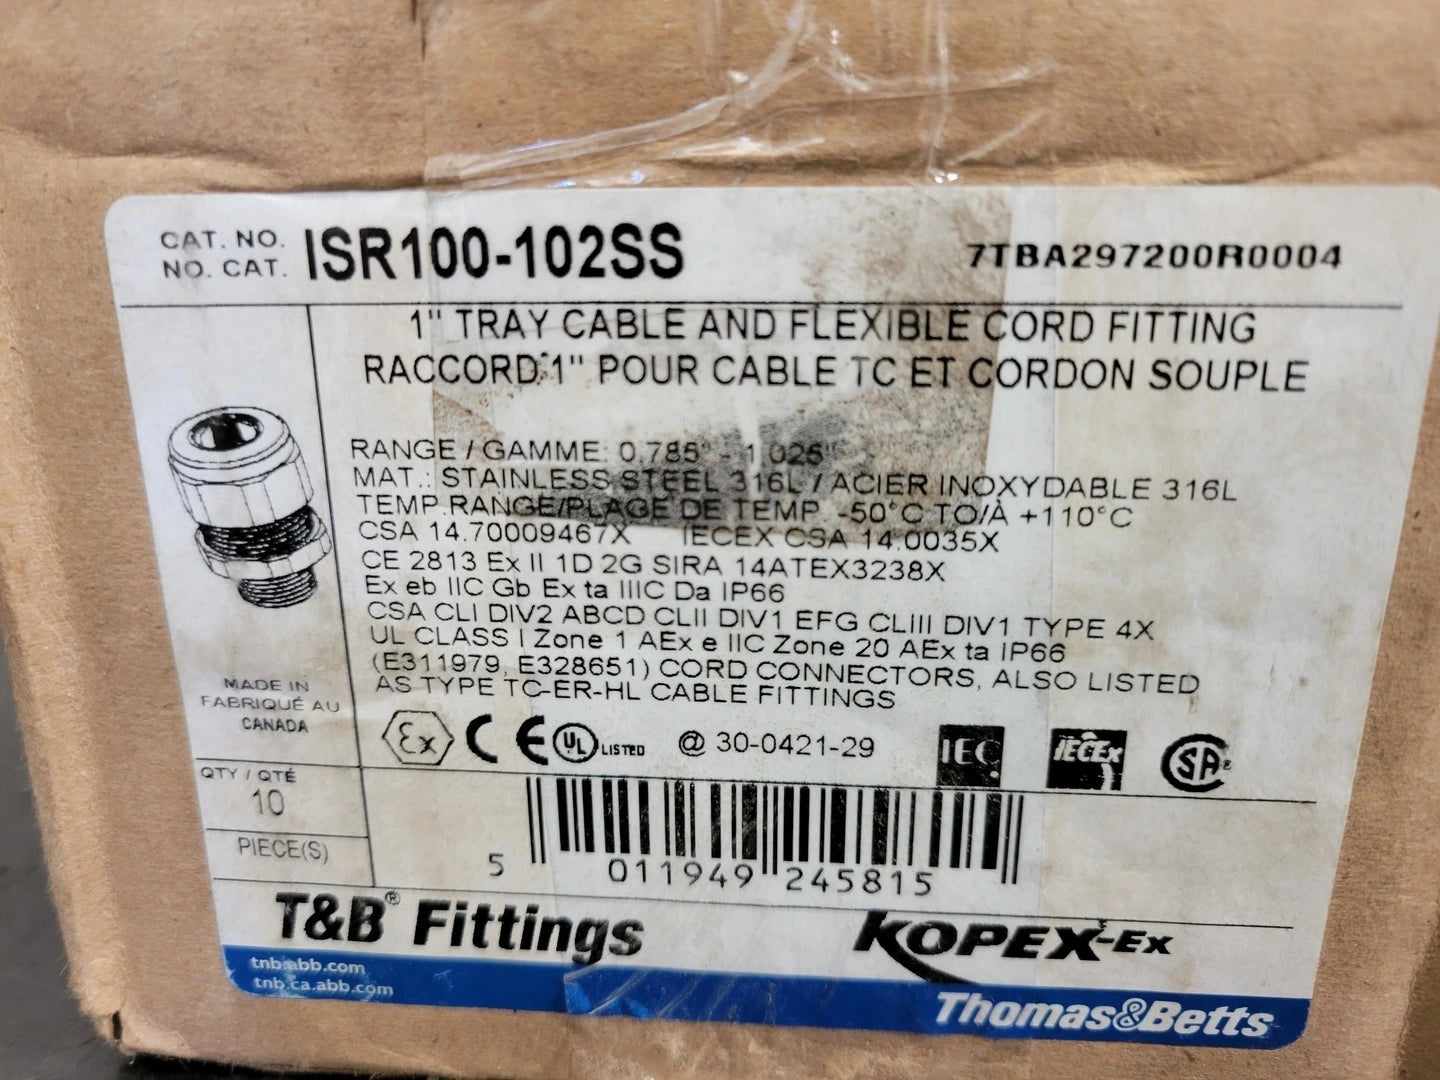 CAT. NO. ISR100-102SS 7TBA297200R0004
NO. CAT.
1" TRAY CABLE AND FLEXIBLE CORD FITTING
RACCORD 1" POUR CABLE TC ET CORDON SOUPLE
RANGE / GAMME: 0.785" - 1.025"
MAT.: STAINLESS STEEL 316L / ACIER INOXYDABLE 316L
TEMP.RANGE/PLAGE DE TEMP. -50°C TO/À +110°C
CSA 14.70009467X IECEX CSA 14.0035X
CE 2813 Ex II 1D 2G SIRA 14ATEX3238X
Ex eb IIC Gb Ex ta IIIC Da IP66
CSA CLI DIV2 ABCD CLII DIV1 EFG CLIII DIV1 TYPE 4X
UL CLASS I Zone 1 AEx e IIC Zone 20 AEx ta IP66
(E311979, E328651) CORD CONNECTORS, ALSO LISTED
AS TYPE TC-ER-HL CABLE FITTINGS
MADE IN
FABRIQUÉ AU
CANADA
Ex CE UL LISTED @ 30-0421-29 IEC IECEx SA®
QTY / QTÉ
10
PIECE(S)
5 011949 245815
T&B® Fittings KOPEX-Ex
tnb.abb.com
tnb.ca.abb.com
Thomas&Betts